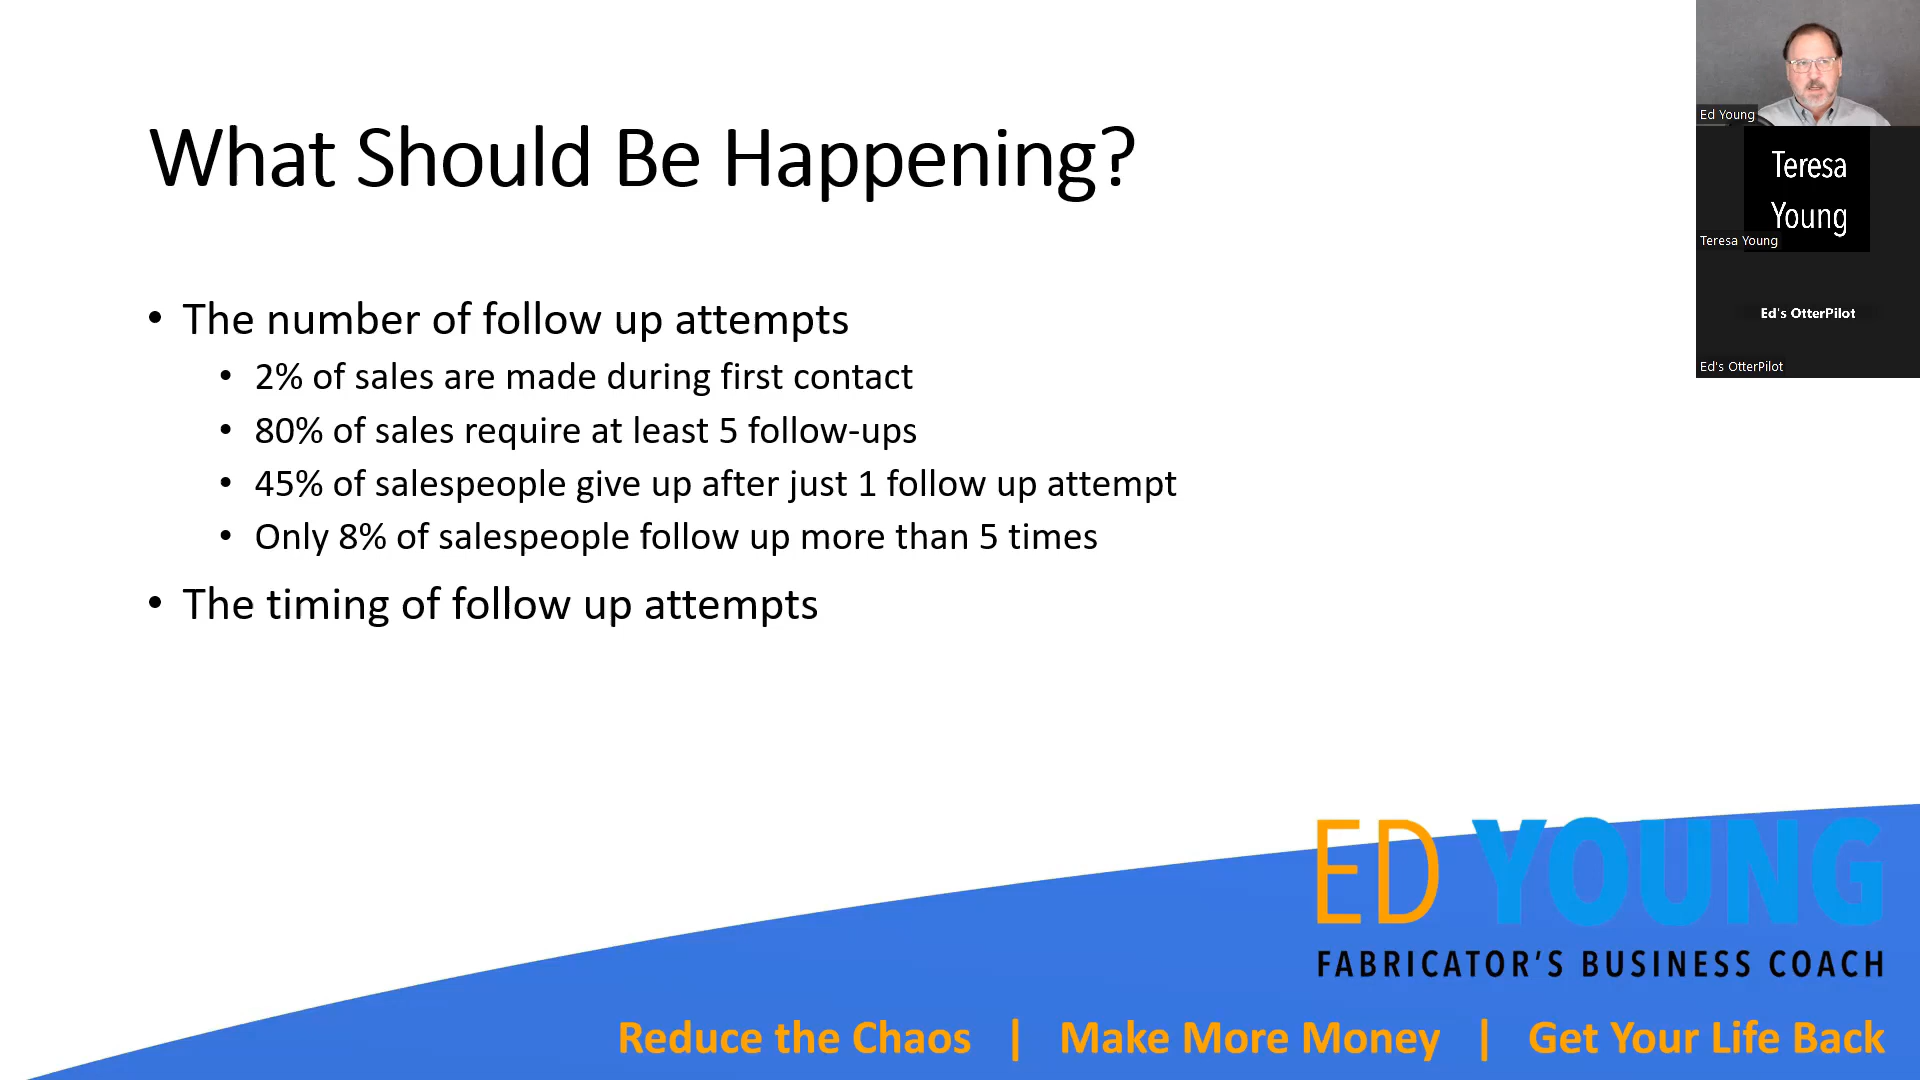 What Should Be Happening?
• The number of follow up attempts
• 2% of sales are made during first contact
• 80% of sales require at least 5 follow-ups
• 45% of salespeople give up after just 1 follow up attempt
• Only 8% of salespeople follow up more than 5 times
• The timing of follow up attempts
Ed Young
Teresa
Young
Teresa Young
Ed's OtterPilot
Ed's OtterPilot
ED YOUNG
FABRICATOR'S BUSINESS COACH
Reduce the Chaos | Make More Money | Get Your Life Back